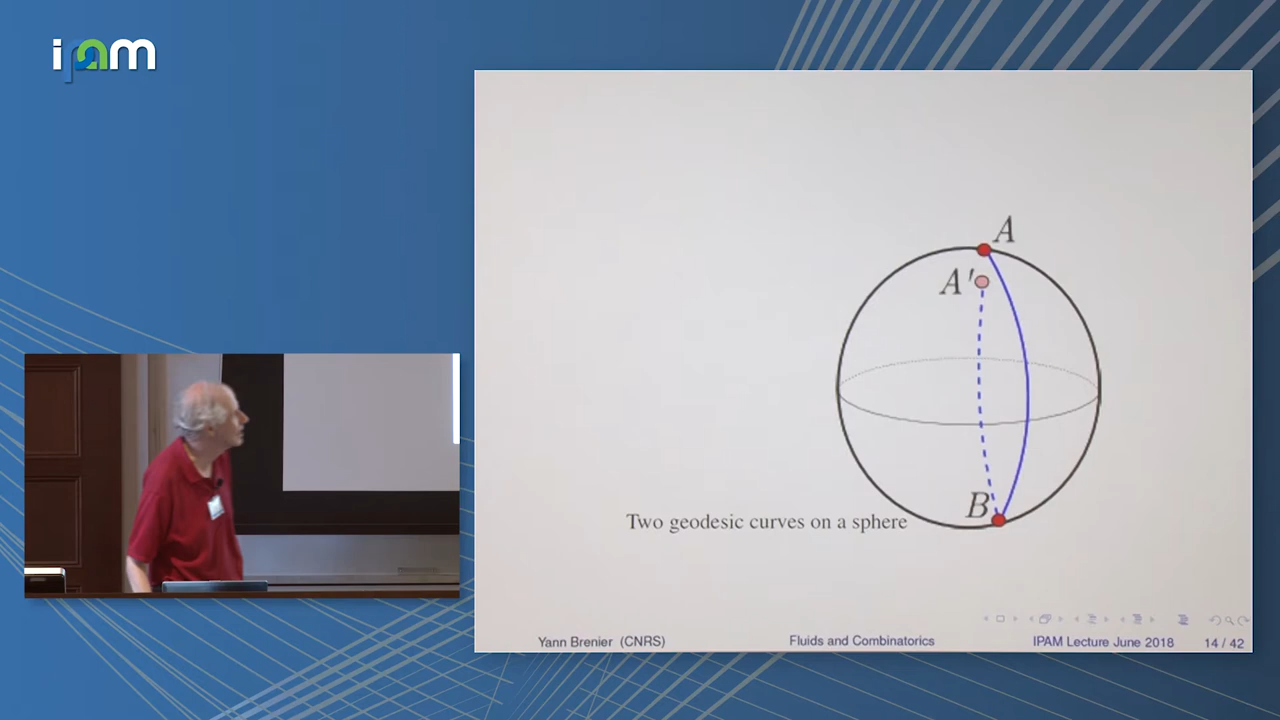 ipam
A
A′
B
Two geodesic curves on a sphere
Yann Brenier (CNRS) Fluids and Combinatorics IPAM Lecture June 2018 14 / 42